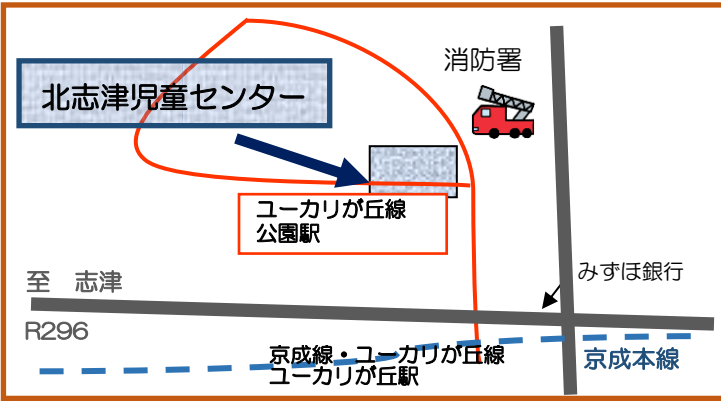 消防署
北志津児童センター
ユーカリが丘線
公園駅
みずほ銀行
至　志津
R296
京成線・ユーカリが丘線
ユーカリが丘駅
京成本線